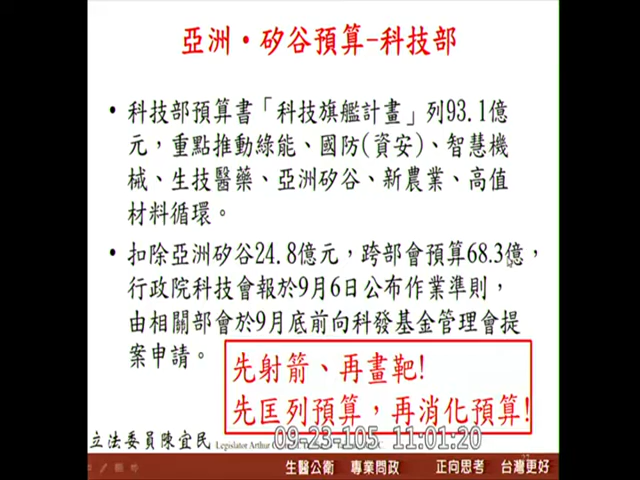 亞洲•矽谷預算-科技部
• 科技部預算書「科技旗艦計畫」列93.1億
元，重點推動綠能、國防(資安)、智慧機
械、生技醫藥、亞洲矽谷、新農業、高值
材料循環。
• 扣除亞洲矽谷24.8億元，跨部會預算68.3億，
行政院科技會報於9月6日公布作業準則，
由相關部會於9月底前向科發基金管理會提
案申請。
先射箭、再畫靶!
先匡列預算，再消化預算!
立法委員陳宜民 Legislator Arthur
09-23-105 11:01:20
生醫公衛 專業問政 正向思考 台灣更好